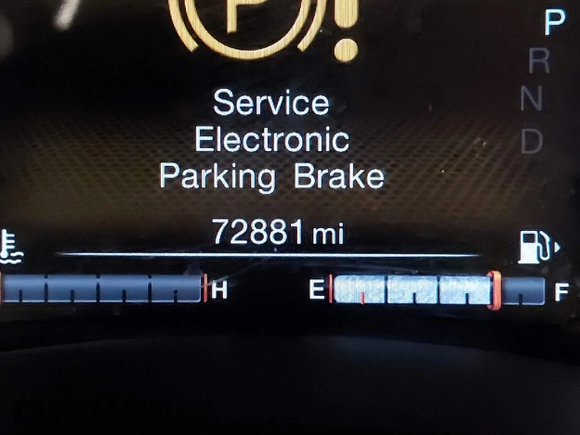 P !
P
R
N
D
Service
Electronic
Parking Brake
72881 mi
H E F